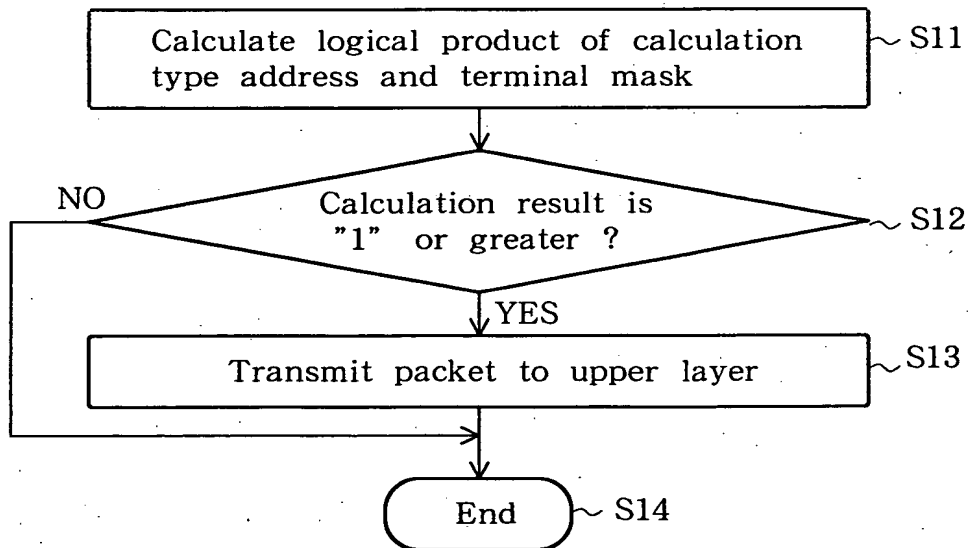 Calculate logical product of calculation
type address and terminal mask
S11
NO
Calculation result is
"1" or greater ?
S12
YES
Transmit packet to upper layer
S13
End
S14